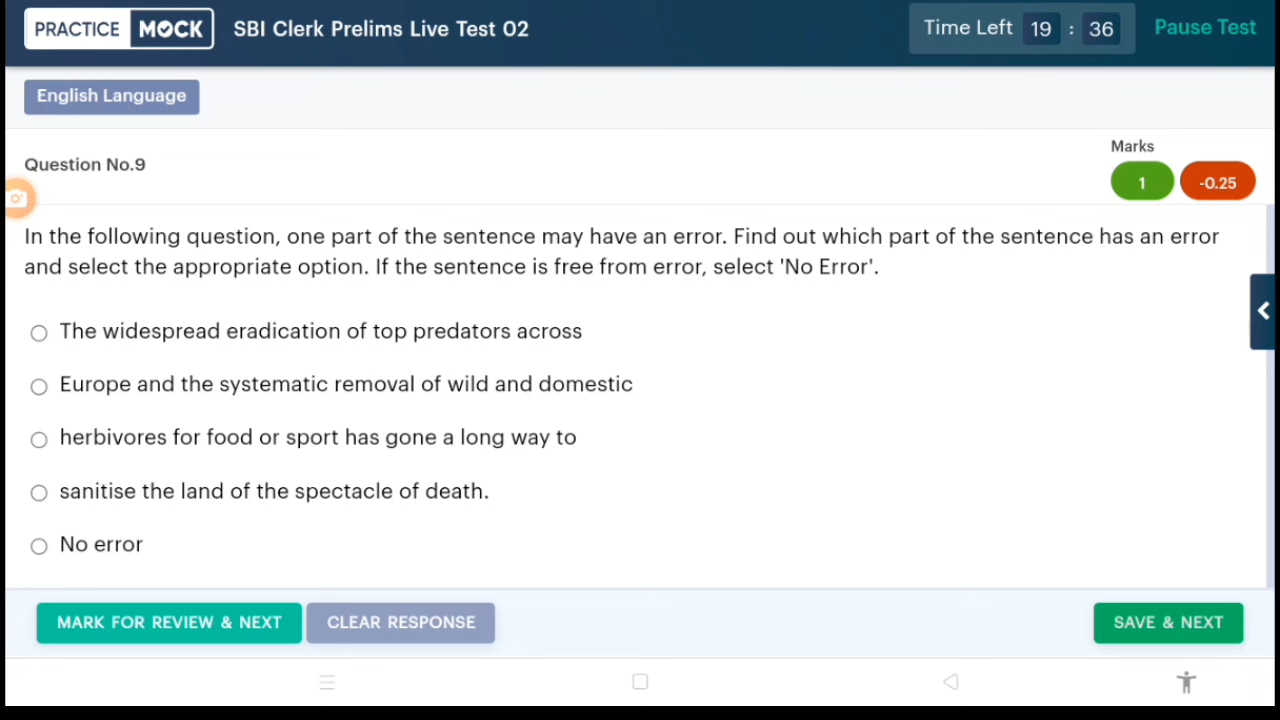 PRACTICE MOCK SBI Clerk Prelims Live Test 02 Time Left 19 : 36 Pause Test
English Language
Marks
Question No.9
1 -0.25
In the following question, one part of the sentence may have an error. Find out which part of the sentence has an error
and select the appropriate option. If the sentence is free from error, select 'No Error'.
The widespread eradication of top predators across
Europe and the systematic removal of wild and domestic
herbivores for food or sport has gone a long way to
sanitise the land of the spectacle of death.
No error
MARK FOR REVIEW & NEXT CLEAR RESPONSE SAVE & NEXT